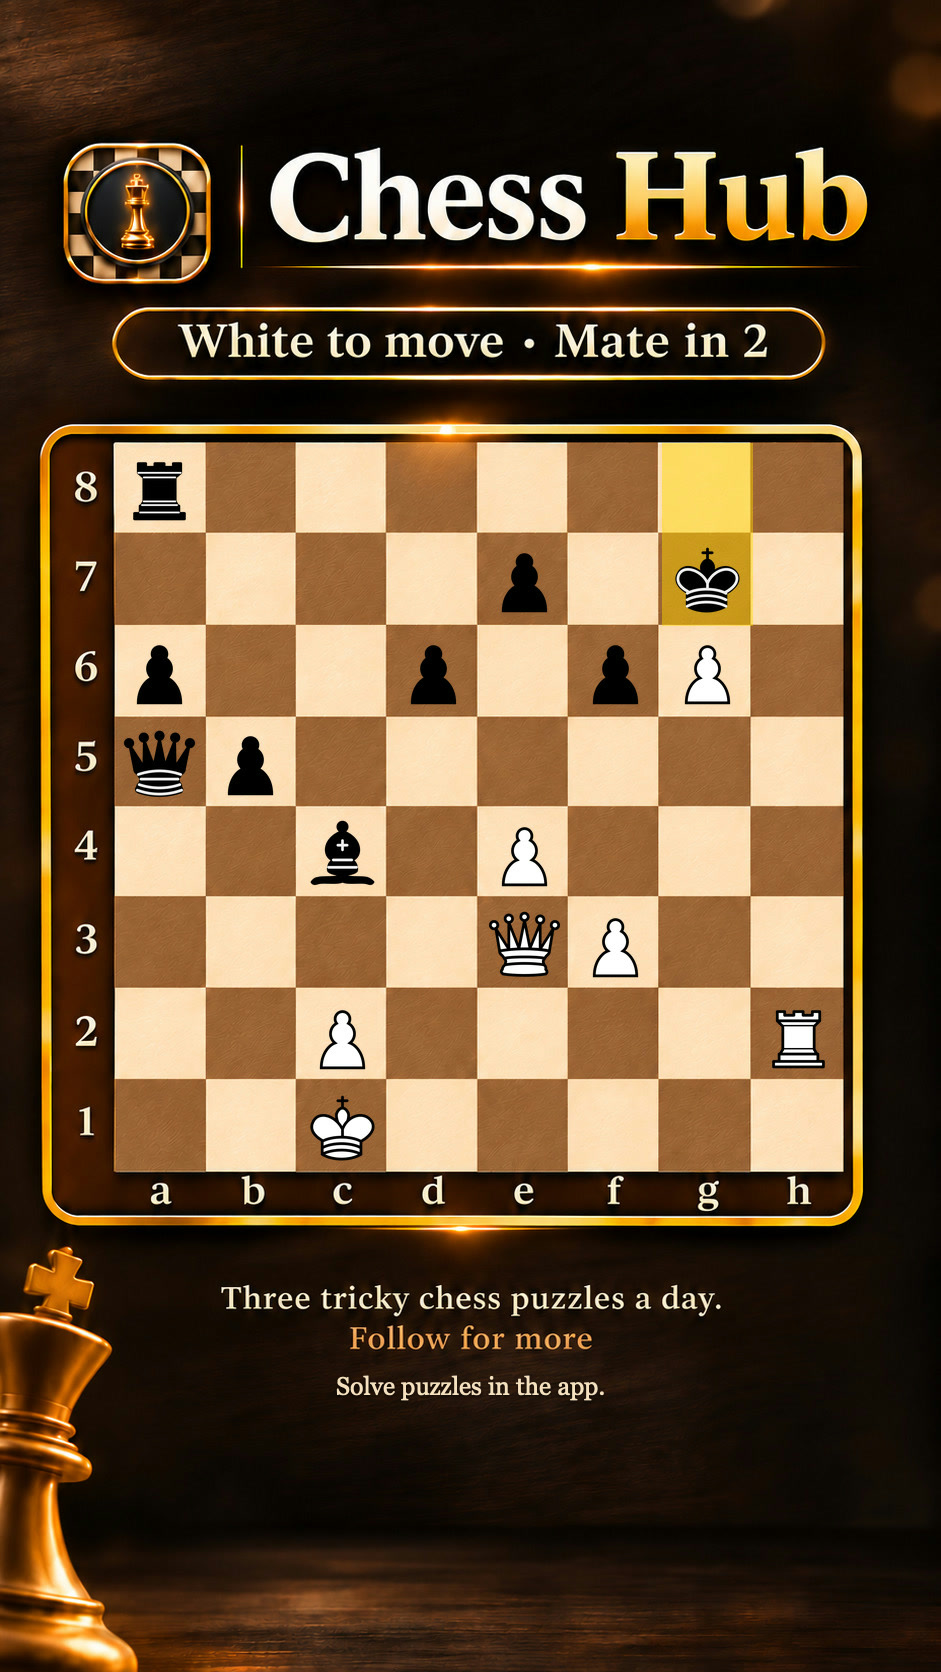 Chess Hub
White to move • Mate in 2
8
7
6
5
4
3
2
1
a b c d e f g h
Three tricky chess puzzles a day.
Follow for more
Solve puzzles in the app.